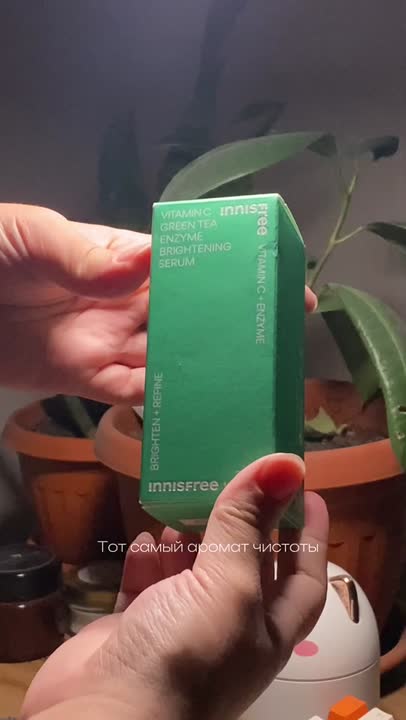 VITAMIN C
GREEN TEA
ENZYME
BRIGHTENING
SERUM
innisfree
VITAMIN C + ENZYME
BRIGHTEN + REFINE
innisfree
Тот самый аромат чистоты